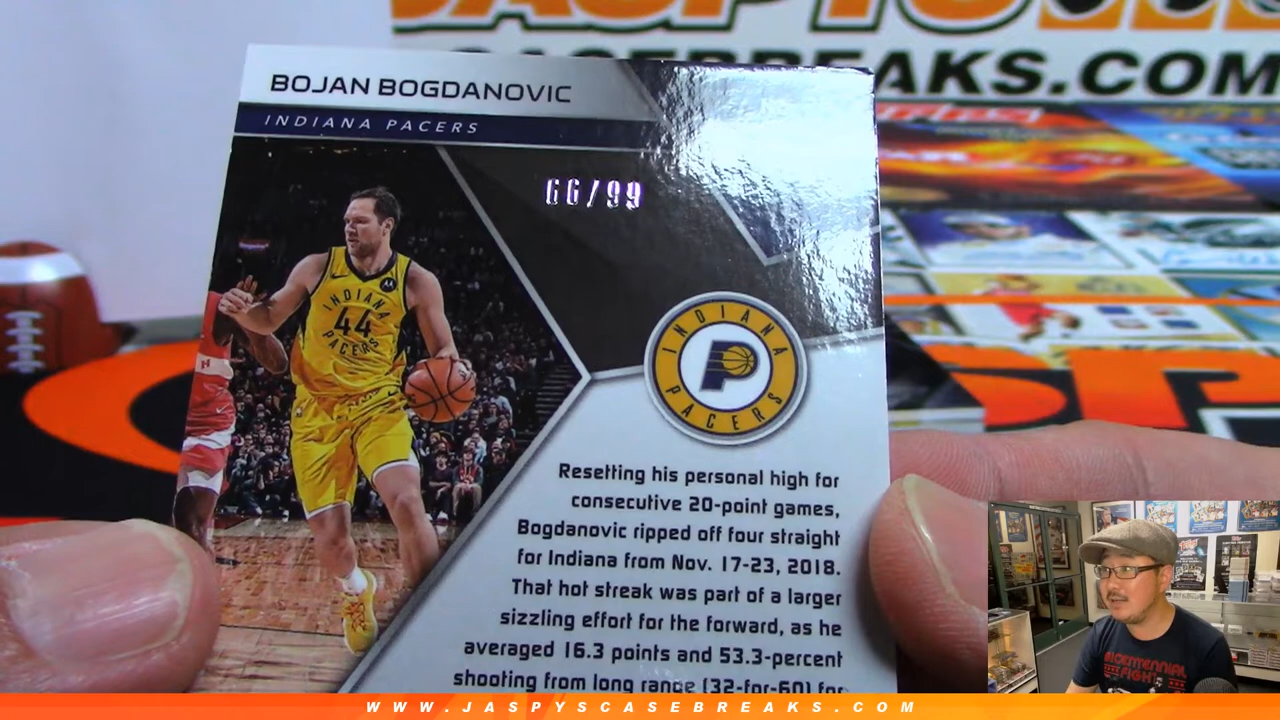 CASEBREAKS.COM
BOJAN BOGDANOVIC
INDIANA PACERS
66/99
INDIANA
44
PACERS
INDIANA
P
PACERS
Resetting his personal high for
consecutive 20-point games,
Bogdanovic ripped off four straight
for Indiana from Nov. 17-23, 2018.
That hot streak was part of a larger
sizzling effort for the forward, as he
averaged 16.3 points and 53.3-percent
shooting from long range (32-for-60) for
BICENTENNIAL
FIGHT
WWW.JASPYSCASEBREAKS.COM